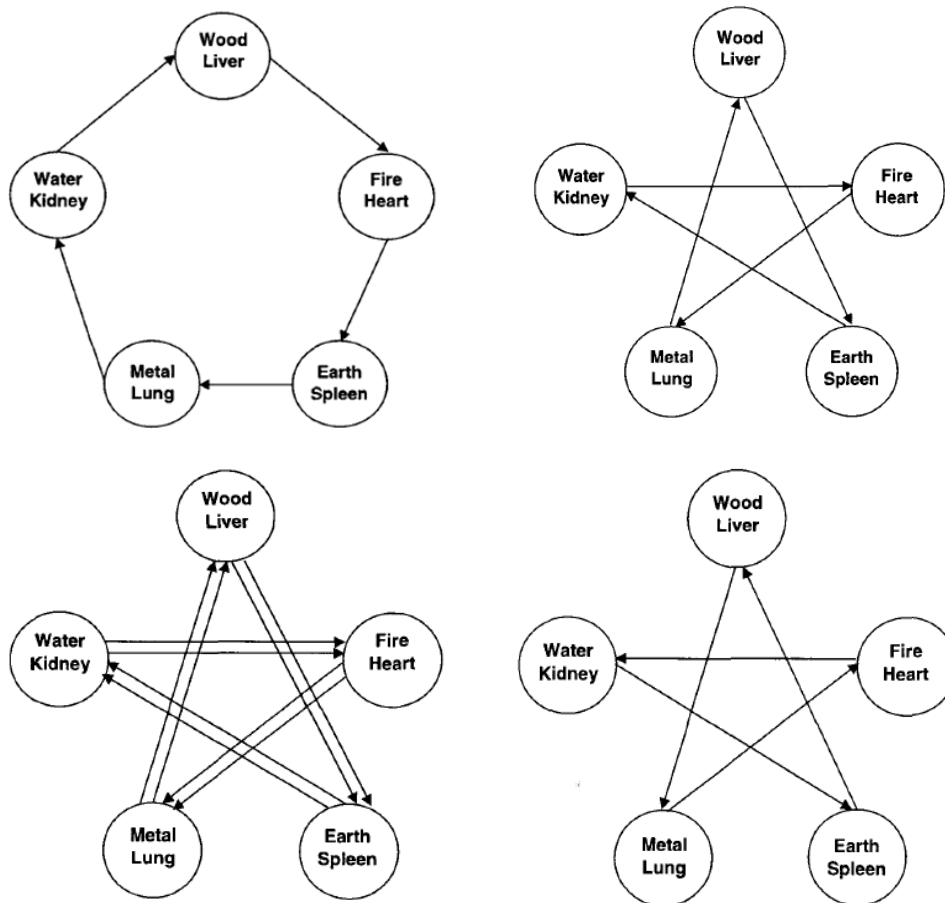 Wood
Liver
Water
Kidney
Fire
Heart
Metal
Lung
Earth
Spleen
Wood
Liver
Water
Kidney
Fire
Heart
Metal
Lung
Earth
Spleen
Wood
Liver
Water
Kidney
Fire
Heart
Metal
Lung
Earth
Spleen
Wood
Liver
Water
Kidney
Fire
Heart
Metal
Lung
Earth
Spleen